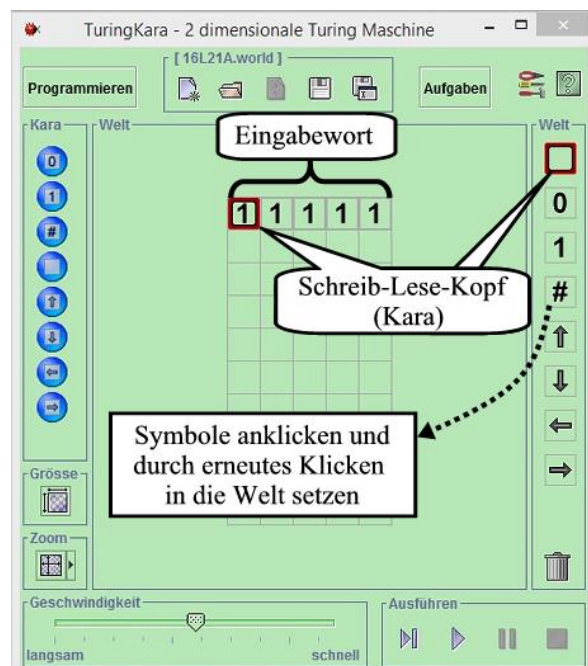 TuringKara - 2 dimensionale Turing Maschine
[ 16L21A.world ]
Programmieren
Aufgaben
Kara
Welt
Welt
Eingabewort
0
1
#
1 1 1 1 1
0
1
#
Schreib-Lese-Kopf
(Kara)
Symbole anklicken und
durch erneutes Klicken
in die Welt setzen
Grösse
Zoom
Geschwindigkeit
langsam
schnell
Ausführen